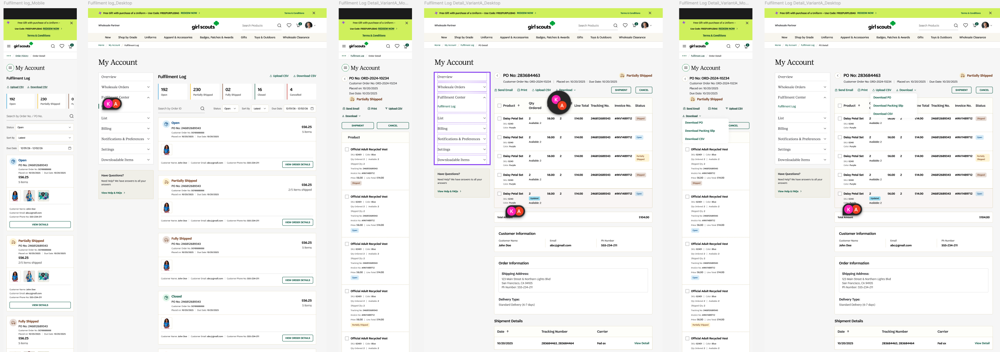 Fulfilment log_Mobile
Free Gift with purchase of a Uniform –
Use Code: FREEPURPLEBAG REDEEM NOW
Terms & Conditions
girl scouts
2
Order History / Order Detail
My Account
Fulfilment Log
Upload CSV Download CSV
192
Open
230
Partially Shipped
Search by Order No. / PO No.
Status Open
Sort By Latest
Due Date 12/01/26 - 12/02/26
Open
PO No: 246812689343
Customer Order No: SO18888888
Placed on: 10/20/2025 | Due Date: 10/20/2025
$56.25
5 items
Customer Name: John Doe
Customer Email: abc@gmail.com
Customer Phone No: 555-234-211
VIEW DETAILS
Partially Shipped
PO No: 246812689343
Customer Order No: SO18888888
Placed on: 10/20/2025 | Due Date: 10/20/2025
$56.25
2/5 items shipped
Customer Name: John Doe
Customer Email: abc@gmail.com
Customer Phone No: 555-234-211
VIEW DETAILS
Fully Shipped
PO No: 246812689343
Customer Order No: SO18888888
Placed on: 10/20/2025 | Due Date: 10/20/2025
$56.25
5 items
Fulfilment log_Desktop
Free Gift with purchase of a Uniform – Use Code: FREEPURPLEBAG REDEEM NOW
Terms & Conditions
Wholesale Partner
girl scouts
Search Products
2
New Shop by Grade Uniforms Apparel & Accessories Badges, Patches & Awards Gifts Toys & Outdoors Wholesale Clearance
Home / My Account / Fulfilment Log
My Account
Overview
Wholesale Orders
Fulfilment Center
K A
List
Billing
Notifications & Preferences
Settings
Downloadable Items
Have Questions?
Need Help? We have answers to all your
answers
View Help & FAQs
Fulfilment Log
Upload CSV Download CSV
192
Open
230
Partially Shipped
02
Fully Shipped
16
Closed
4
Cancelled
Search by Order ID
Status Open Sort By Latest Due Date 12/01/26 - 12/02/26
Open
PO No: 246812689343
Customer Order No: SO18888888
Placed on: 10/20/2025 | Due Date: 10/20/2025
$56.25
5 items
Customer Name: John Doe | Customer Email: abc@gmail.com | Customer Phone No: 555-234-211
VIEW ORDER DETAILS
Partially Shipped
PO No: 246812689343
Customer Order No: SO18888888
Placed on: 10/20/2025 | Due Date: 10/20/2025
$56.25
2/5 items shipped
Customer Name: John Doe | Customer Email: abc@gmail.com | Customer Phone No: 555-234-211
VIEW ORDER DETAILS
Fully Shipped
PO No: 246812689343
Customer Order No: SO18888888
Placed on: 10/20/2025 | Due Date: 10/20/2025
$56.25
5 items
Customer Name: John Doe | Customer Email: abc@gmail.com | Customer Phone No: 555-234-211
VIEW ORDER DETAILS
Closed
PO No: 246812689343
Customer Order No: SO18888888
Placed on: 10/20/2025 | Due Date: 10/20/2025
$56.25
5 items
Customer Name: John Doe | Customer Email: abc@gmail.com | Customer Phone No: 555-234-211
VIEW ORDER DETAILS
Fulfilment Log Detail_VariantA_Mo...
Free Gift with purchase of a Uniform –
Use Code: FREEPURPLEBAG REDEEM NOW
Terms & Conditions
girl scouts
2
Fulfilment Log / Order Detail
My Account
PO No: ORD-2024-10234
Customer Order No: ORD-2024-10234
Placed on: 10/20/2025
Due Date: 10/20/2025
Partially Shipped
Send Email Print Upload CSV
Download
SHIPMENT CANCEL
Product
Official Adult Recycled Vest
SKU: 02401 | Color: Blue
Qty Ordered: 2 | Available: 2
Shipped Qty: 2
Tracking No: 246812689343
Invoice No. #INV1489712
Price: $6.00 | Line Total: $14.00
Shipped
Official Adult Recycled Vest
SKU: 02401 | Color: Blue
Qty Ordered: 2 | Available: 2
Shipped Qty: 2
Tracking No: 246812689343
Invoice No. #INV1489712
Price: $6.00 | Line Total: $14.00
Open
Official Adult Recycled Vest
SKU: 02401 | Color: Blue
Qty Ordered: 2 | Available: 2
Shipped Qty: 2
Tracking No: 246812689343
Invoice No. #INV1489712
Price: $6.00 | Line Total: $14.00
Open
Official Adult Recycled Vest
SKU: 02401 | Color: Blue
Qty Ordered: 2 | Available: 2
Shipped Qty: 2
Tracking No: 246812689343
Invoice No. #INV1489712
Price: $6.00 | Line Total: $14.00
Partially Shipped
Official Adult Recycled Vest
SKU: 02401 | Color: Blue
Qty Ordered: 2 | Available: 2
Fulfilment Log Detail_VariantA_Desktop
Free Gift with purchase of a Uniform – Use Code: FREEPURPLEBAG REDEEM NOW
Terms & Conditions
Wholesale Partner
girl scouts
Search Products
2
New Shop by Grade Uniforms Apparel & Accessories Badges, Patches & Awards Gifts Toys & Outdoors Wholesale Clearance
Home / My Account / Fulfilment Log / PO Detail
My Account
Overview
Wholesale Orders
Fulfilment Center
Fulfilment Log
List
Billing
Notifications & Preferences
Settings
Downloadable Items
Have Questions?
Need Help? We have answers to all your
answers
View Help & FAQs
PO No: 283684463
Partially Shipped
Customer Order No: ORD-2024-10234 | Placed on: 10/20/2025 | Due Date: 10/20/2025
Send Email Print Upload CSV Download
SHIPMENT CANCEL
K A
Product Qty Ordered Line Total Tracking No. Invoice No. Status
Daisy Petal Set 2 $6.00 2 $14.00 246812689343 #INV1489712 Shipped
SKU: 0240 Available: 2
Color: Purple
Daisy Petal Set 2 $6.00 2 $14.00 246812689343 #INV1489712 Open
SKU: 0240 Available: 2
Color: Purple
Daisy Petal Set 2 $6.00 2 $14.00 246812689343 #INV1489712 Partially Shipped
SKU: 0240 Available: 2
Color: Purple
Daisy Petal Set 2 $6.00 2 $14.00 246812689343 #INV1489712 Shipped
SKU: 0240 Available: 2
Color: Purple
Daisy Petal Set 2 $6.00 2 $14.00 246812689343 #INV1489712 Open
SKU: 0240 Updated
Color: Purple Available: 2
K A
Total Amount $104.00
Customer Information
Customer Name Email Ph Number
John Doe abc@gmail.com 555-234-211
Order Information
Shipping Address:
123 Main Street & Northern Lights Blvd
San Francisco, CA 94105
Ph Number: 555-234-211
Delivery Type:
Standard Delivery (6-7 days)
Shipment Details
Date Tracking Number Carrier
10/20/2025 283684463, 283684464 Fed ex View Detail
Fulfilment Log Detail_VariantA_Mo...
Free Gift with purchase of a Uniform –
Use Code: FREEPURPLEBAG REDEEM NOW
Terms & Conditions
girl scouts
2
Fulfilment Log / Order Detail
My Account
PO No: ORD-2024-10234
Customer Order No: ORD-2024-10234
Placed on: 10/20/2025
Due Date: 10/20/2025
Partially Shipped
Send Email Print Upload CSV
Download
Download PO
Download Packing Slip
Download CSV
CANCEL
Official Adult Recycled Vest
SKU: 02401 | Color: Blue
Qty Ordered: 2 | Available: 2
Shipped Qty: 2
Tracking No: 246812689343
Invoice No. #INV1489712
Price: $6.00 | Line Total: $14.00
Shipped
Official Adult Recycled Vest
SKU: 02401 | Color: Blue
Qty Ordered: 2 | Available: 2
Shipped Qty: 2
Tracking No: 246812689343
Invoice No. #INV1489712
Price: $6.00 | Line Total: $14.00
Open
Official Adult Recycled Vest
SKU: 02401 | Color: Blue
Qty Ordered: 2 | Available: 2
Shipped Qty: 2
Tracking No: 246812689343
Invoice No. #INV1489712
Price: $6.00 | Line Total: $14.00
Open
Official Adult Recycled Vest
SKU: 02401 | Color: Blue
Qty Ordered: 2 | Available: 2
Shipped Qty: 2
Tracking No: 246812689343
Invoice No. #INV1489712
Price: $6.00 | Line Total: $14.00
Partially Shipped
Official Adult Recycled Vest
SKU: 02401 | Color: Blue
Qty Ordered: 2 | Available: 2
Fulfilment Log Detail_VariantA_Desktop
Free Gift with purchase of a Uniform – Use Code: FREEPURPLEBAG REDEEM NOW
Terms & Conditions
Wholesale Partner
girl scouts
Search Products
2
New Shop by Grade Uniforms Apparel & Accessories Badges, Patches & Awards Gifts Toys & Outdoors Wholesale Clearance
Home / My Account / Fulfilment Log / PO Detail
My Account
Overview
Wholesale Orders
Fulfilment Center
Fulfilment Log
List
Billing
Notifications & Preferences
Settings
Downloadable Items
Have Questions?
Need Help? We have answers to all your
answers
View Help & FAQs
PO No: 283684463
Partially Shipped
Customer Order No: ORD-2024-10234 | Placed on: 10/20/2025 | Due Date: 10/20/2025
Send Email Print Upload CSV Download
SHIPMENT CANCEL
Download PO
Download Packing Slip
Download CSV
Product Tracking No. Invoice No. Status
Daisy Petal Set 2 $6.00 2 $14.00 246812689343 #INV1489712 Shipped
SKU: 0240 Available: 2
Color: Purple
Daisy Petal Set 2 $6.00 2 $14.00 246812689343 #INV1489712 Open
SKU: 0240 Available: 2
Color: Purple
Daisy Petal Set 2 $6.00 2 $14.00 246812689343 #INV1489712 Partially Shipped
SKU: 0240 Available: 2
Color: Purple
Daisy Petal Set 2 $6.00 2 $14.00 246812689343 #INV1489712 Shipped
SKU: 0240 Available: 2
Color: Purple
Daisy Petal Set 2 $6.00 2 $14.00 246812689343 #INV1489712 Open
SKU: 0240 Updated
Color: Purple Available: 2
K A
Total Amount $104.00
Customer Information
Customer Name Email Ph Number
John Doe abc@gmail.com 555-234-211
Order Information
Shipping Address:
123 Main Street & Northern Lights Blvd
San Francisco, CA 94105
Ph Number: 555-234-211
Delivery Type:
Standard Delivery (6-7 days)
Shipment Details
Date Tracking Number Carrier
10/20/2025 283684463, 283684464 Fed ex View Detail